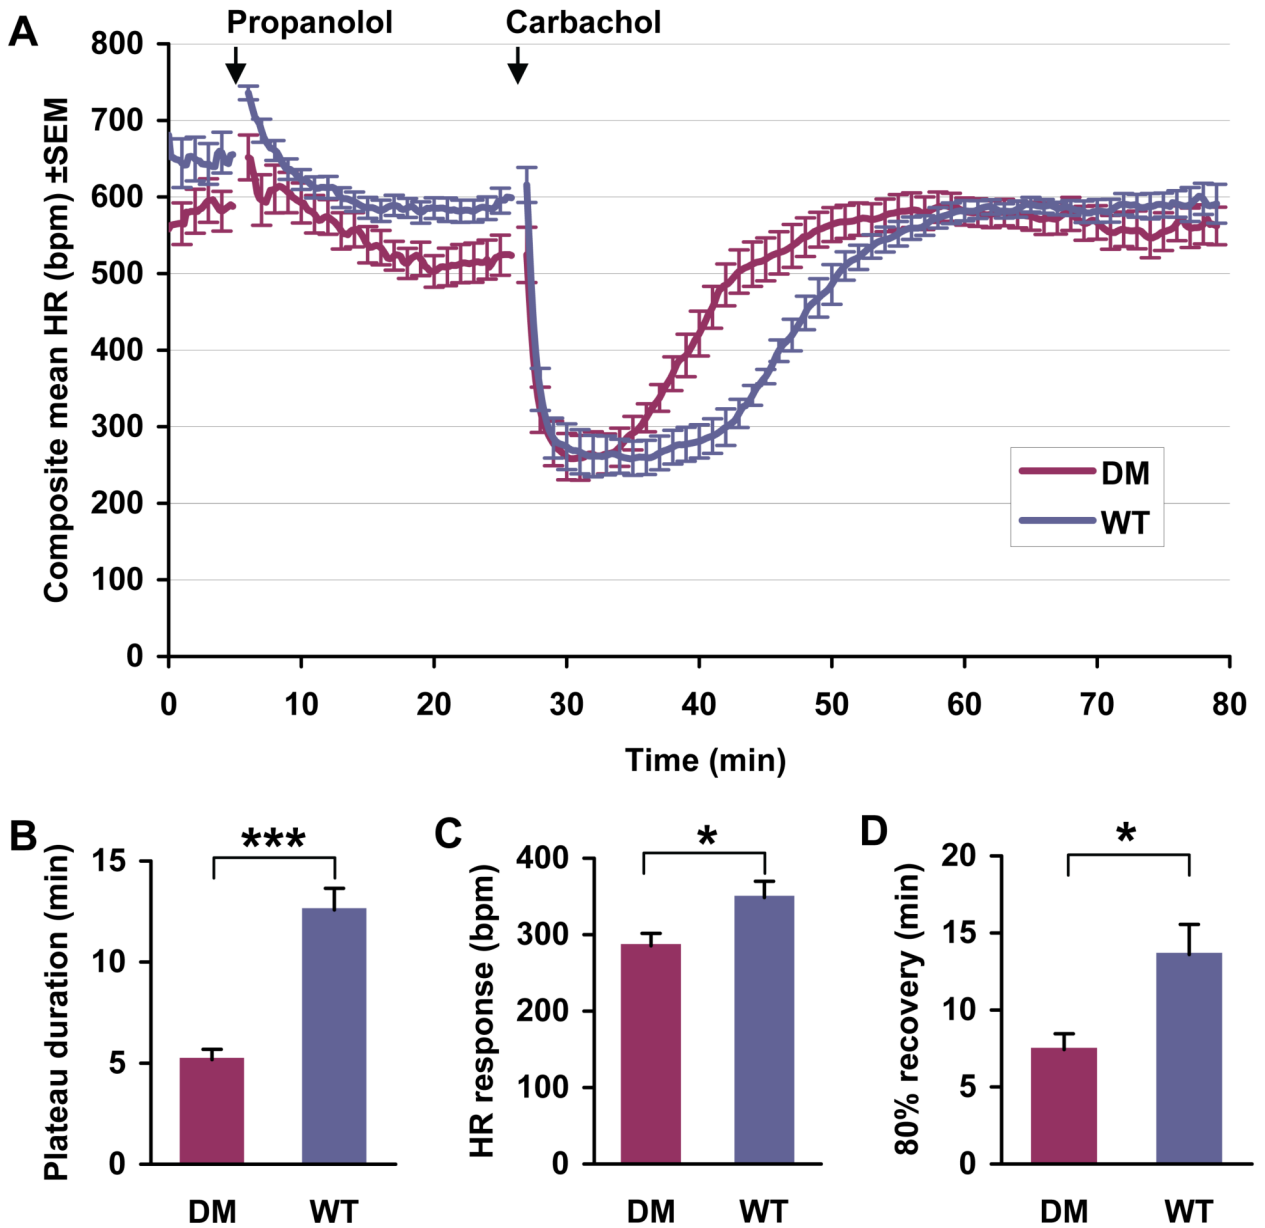 A
Propanolol
Carbachol
Composite mean HR (bpm) ±SEM
800
700
600
500
400
300
200
100
0
0 10 20 30 40 50 60 70 80
Time (min)
DM
WT
B
***
Plateau duration (min)
15
10
5
0
DM WT
C
*
HR response (bpm)
400
300
200
100
0
DM WT
D
*
80% recovery (min)
20
15
10
5
0
DM WT